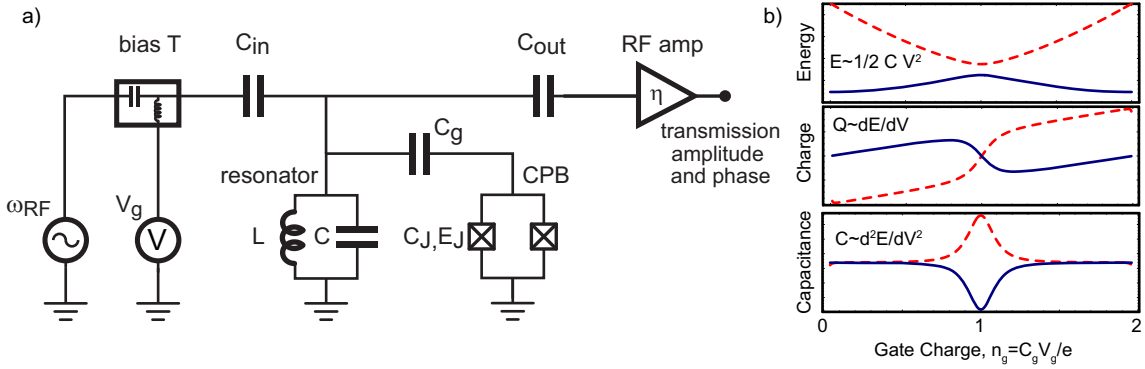 a)
bias T
C_in
C_out
RF amp
η
transmission
amplitude
and phase
C_g
resonator
CPB
ω_RF
V_g
V
L
C
C_J,E_J
b)
Energy
E~1/2 C V²
Charge
Q~dE/dV
Capacitance
C~d²E/dV²
0
1
2
Gate Charge, n_g=C_gV_g/e